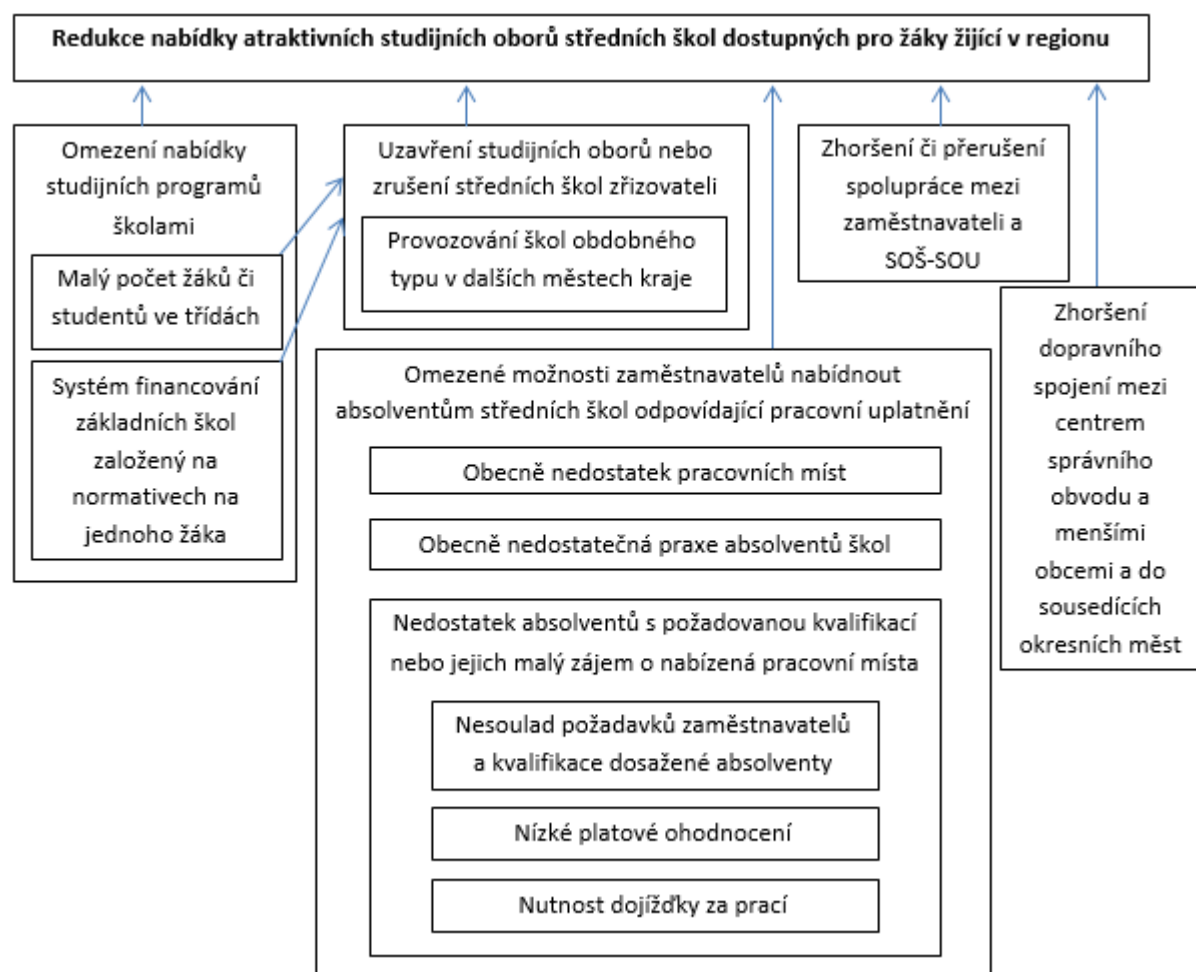 Redukce nabídky atraktivních studijních oborů středních škol dostupných pro žáky žijící v regionu
Omezení nabídky
studijních programů
školami
Malý počet žáků či
studentů ve třídách
Systém financování
základních škol
založený na
normativech na
jednoho žáka
Uzavření studijních oborů nebo
zrušení středních škol zřizovateli
Provozování škol obdobného
typu v dalších městech kraje
Omezené možnosti zaměstnavatelů nabídnout
absolventům středních škol odpovídající pracovní uplatnění
Obecně nedostatek pracovních míst
Obecně nedostatečná praxe absolventů škol
Nedostatek absolventů s požadovanou kvalifikací
nebo jejich malý zájem o nabízená pracovní místa
Nesoulad požadavků zaměstnavatelů
a kvalifikace dosažené absolventy
Nízké platové ohodnocení
Nutnost dojížďky za prací
Zhoršení či přerušení
spolupráce mezi
zaměstnavateli a
SOŠ-SOU
Zhoršení
dopravního
spojení mezi
centrem
správního
obvodu a
menšími
obcemi a do
sousedících
okresních měst